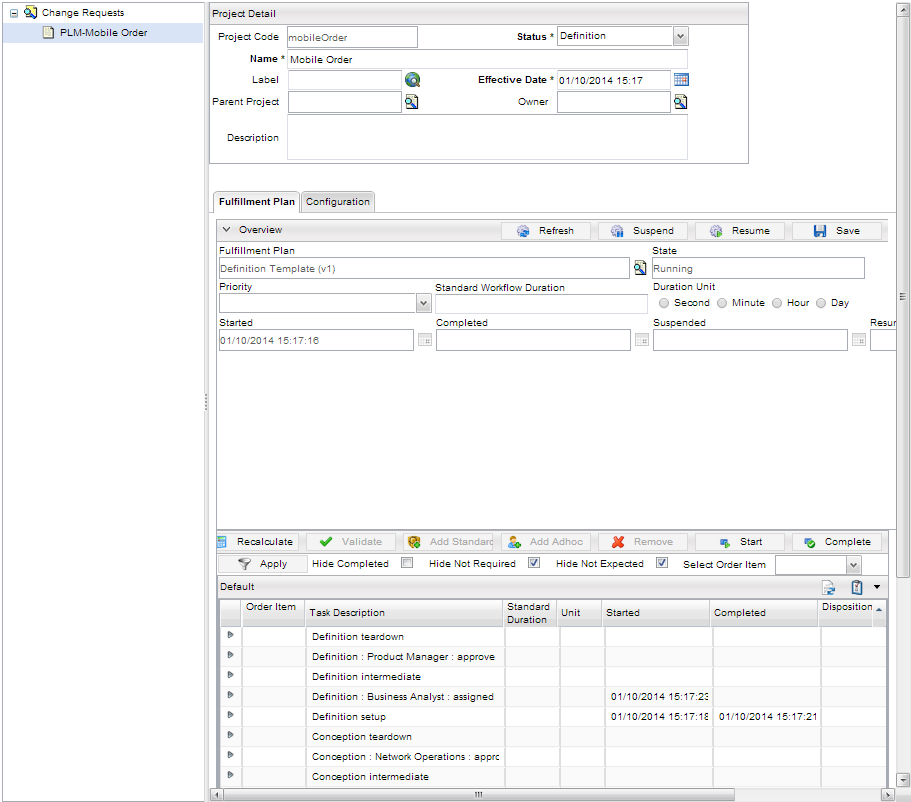 Change Requests
PLM-Mobile Order
Project Detail
Project Code mobileOrder Status * Definition
Name * Mobile Order
Label Effective Date * 01/10/2014 15:17
Parent Project Owner
Description
Fulfillment Plan Configuration
Overview Refresh Suspend Resume Save
Fulfillment Plan State
Definition Template (v1) Running
Priority Standard Workflow Duration Duration Unit
Second Minute Hour Day
Started Completed Suspended Resu
01/10/2014 15:17:16
Recalculate Validate Add Standard Add Adhoc Remove Start Complete
Apply Hide Completed Hide Not Required Hide Not Expected Select Order Item
Default
Order Item Task Description Standard Duration Unit Started Completed Disposition
Definition teardown
Definition : Product Manager : approve
Definition intermediate
Definition : Business Analyst : assigned 01/10/2014 15:17:23
Definition setup 01/10/2014 15:17:18 01/10/2014 15:17:21
Conception teardown
Conception : Network Operations : appro
Conception intermediate